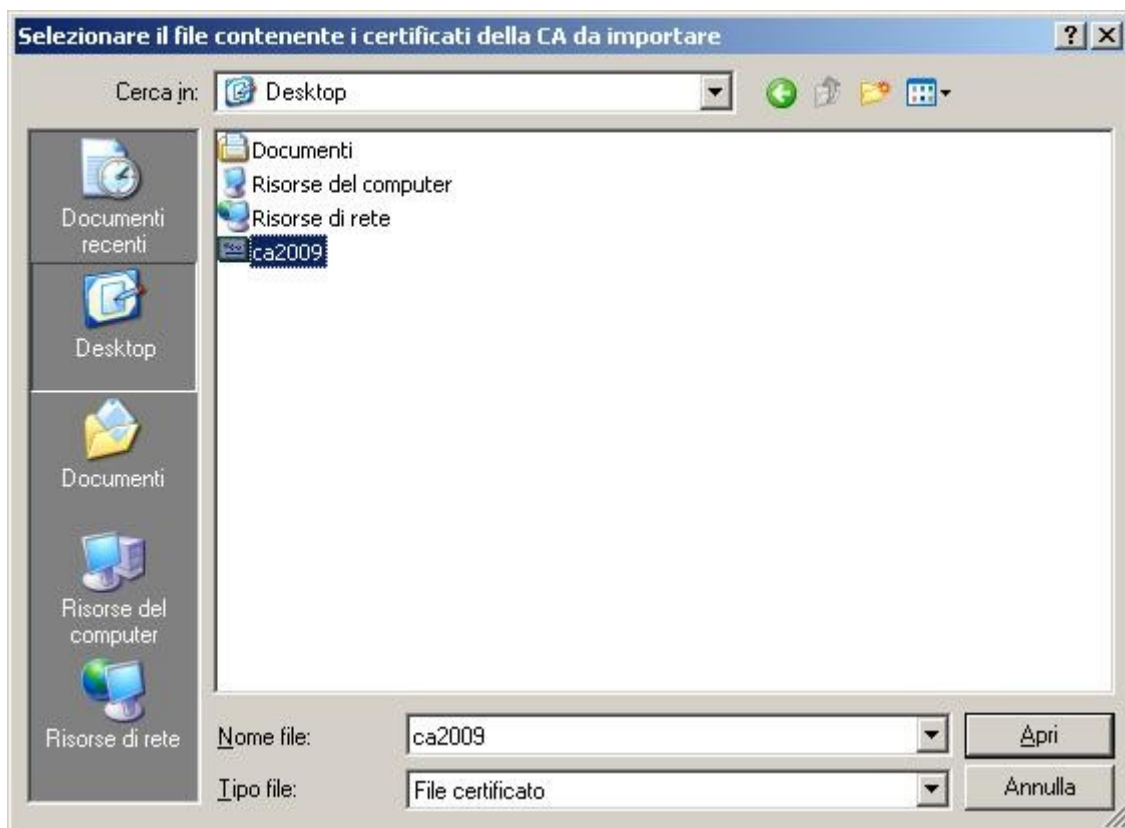 Selezionare il file contenente i certificati della CA da importare
Cerca in: Desktop
Documenti
Risorse del computer
Risorse di rete
ca2009
Documenti
recenti
Desktop
Documenti
Risorse del
computer
Risorse di rete
Nome file: ca2009 Apri
Tipo file: File certificato Annulla